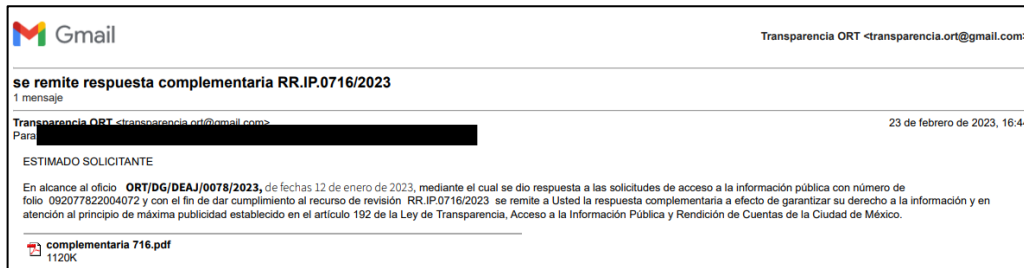 Gmail
Transparencia ORT <transparencia.ort@gmail.com>
se remite respuesta complementaria RR.IP.0716/2023
1 mensaje
Transparencia ORT <transparencia.ort@gmail.com>
23 de febrero de 2023, 16:44
Para
ESTIMADO SOLICITANTE
En alcance al oficio ORT/DG/DEAJ/0078/2023, de fechas 12 de enero de 2023, mediante el cual se dio respuesta a las solicitudes de acceso a la información pública con número de
folio 092077822004072 y con el fin de dar cumplimiento al recurso de revisión RR.IP.0716/2023 se remite a Usted la respuesta complementaria a efecto de garantizar su derecho a la información y en
atención al principio de máxima publicidad establecido en el artículo 192 de la Ley de Transparencia, Acceso a la Información Pública y Rendición de Cuentas de la Ciudad de México.
complementaria 716.pdf
1120K